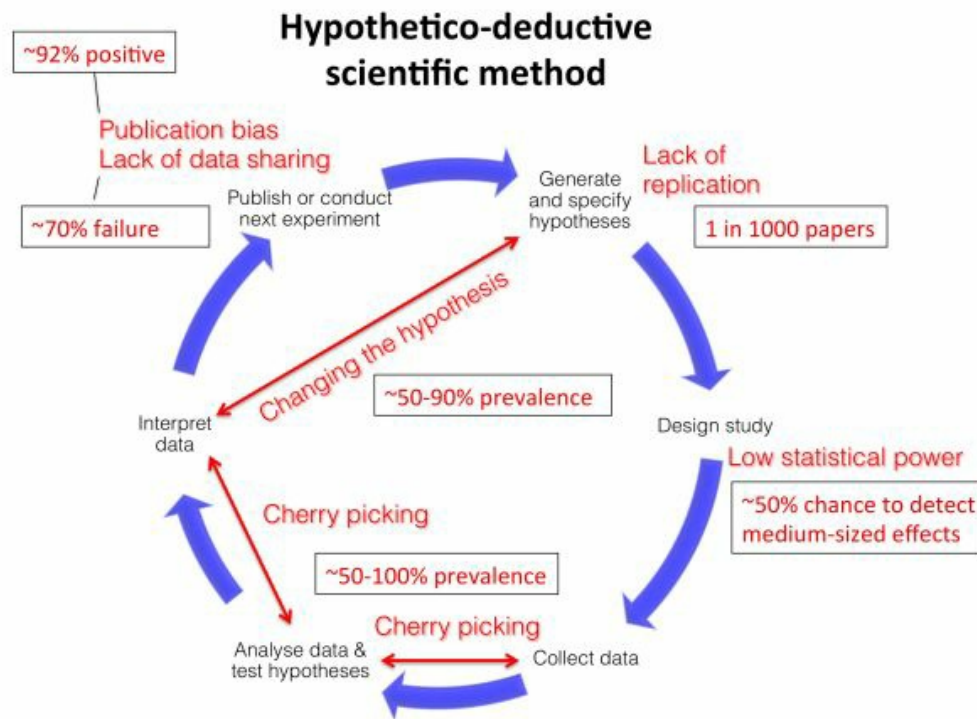 Hypothetico-deductive
scientific method
~92% positive
Publication bias
Lack of data sharing
~70% failure
Publish or conduct
next experiment
Generate
and specify
hypotheses
Lack of
replication
1 in 1000 papers
Changing the hypothesis
~50-90% prevalence
Interpret
data
Design study
Low statistical power
~50% chance to detect
medium-sized effects
Cherry picking
~50-100% prevalence
Cherry picking
Analyse data &
test hypotheses
Collect data